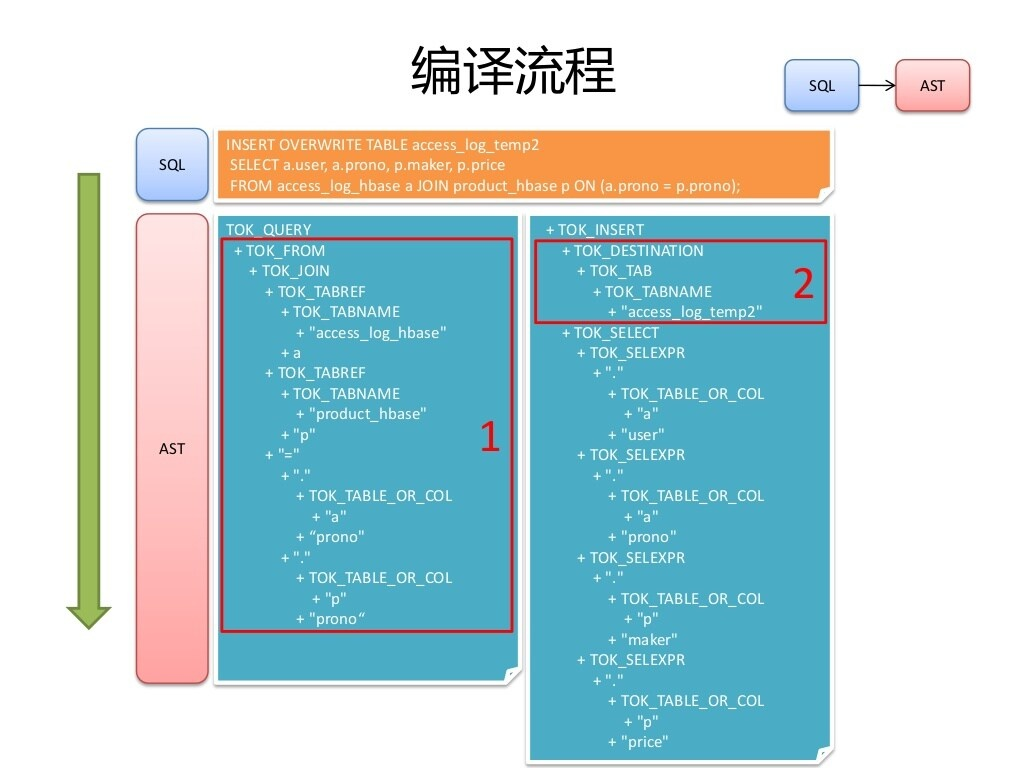 编译流程
SQL
AST
SQL
INSERT OVERWRITE TABLE access_log_temp2
SELECT a.user, a.prono, p.maker, p.price
FROM access_log_hbase a JOIN product_hbase p ON (a.prono = p.prono);
AST
TOK_QUERY
+ TOK_FROM
+ TOK_JOIN
+ TOK_TABREF
+ TOK_TABNAME
+ "access_log_hbase"
+ a
+ TOK_TABREF
+ TOK_TABNAME
+ "product_hbase"
+ "p"
+ "="
+ "."
+ TOK_TABLE_OR_COL
+ "a"
+ “prono"
+ "."
+ TOK_TABLE_OR_COL
+ "p"
+ "prono“
1
+ TOK_INSERT
+ TOK_DESTINATION
+ TOK_TAB
+ TOK_TABNAME
+ "access_log_temp2"
2
+ TOK_SELECT
+ TOK_SELEXPR
+ "."
+ TOK_TABLE_OR_COL
+ "a"
+ "user"
+ TOK_SELEXPR
+ "."
+ TOK_TABLE_OR_COL
+ "a"
+ "prono"
+ TOK_SELEXPR
+ "."
+ TOK_TABLE_OR_COL
+ "p"
+ "maker"
+ TOK_SELEXPR
+ "."
+ TOK_TABLE_OR_COL
+ "p"
+ "price"